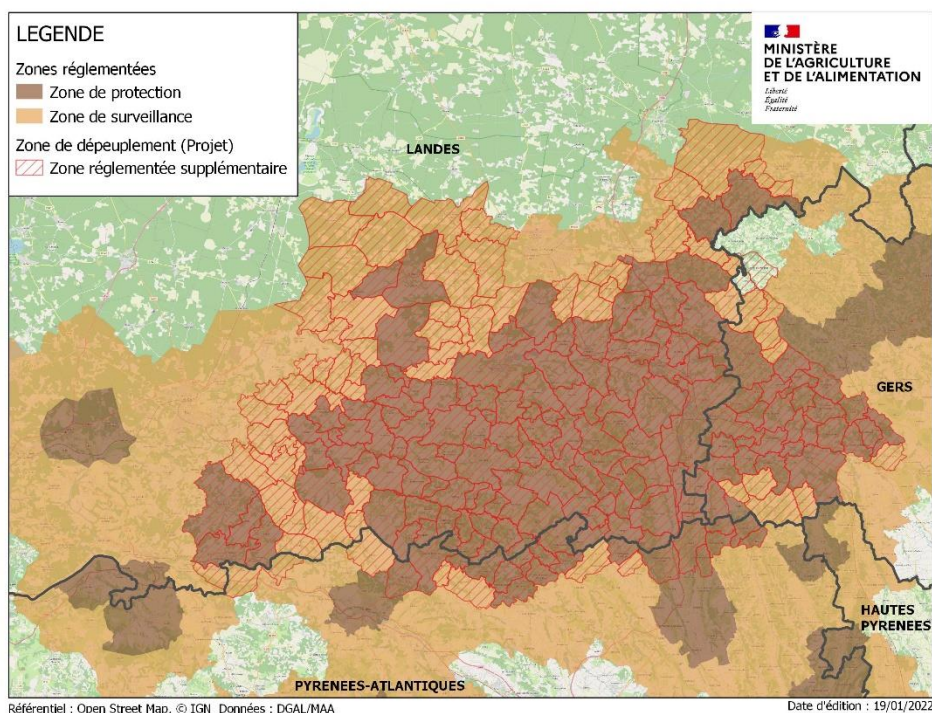 LEGENDE
Zones réglementées
Zone de protection
Zone de surveillance
Zone de dépeuplement (Projet)
Zone réglementée supplémentaire
MINISTÈRE
DE L'AGRICULTURE
ET DE L'ALIMENTATION
Liberté
Égalité
Fraternité
LANDES
GERS
HAUTES
PYRENEES
PYRENEES-ATLANTIQUES
Référentiel : Open Street Map, © IGN Données : DGAL/MAA
Date d'édition : 19/01/2022